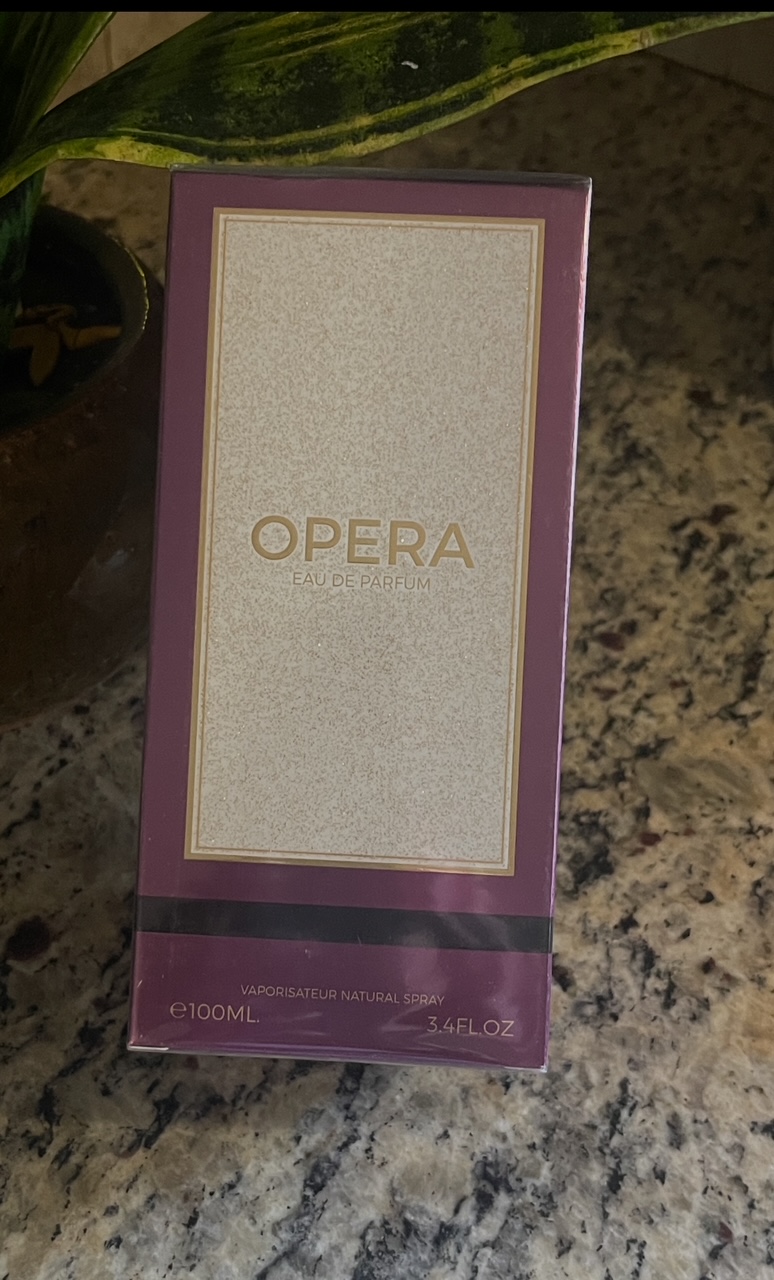 OPERA
EAU DE PARFUM
VAPORISATEUR NATURAL SPRAY
℮100ML.
3.4FL.OZ